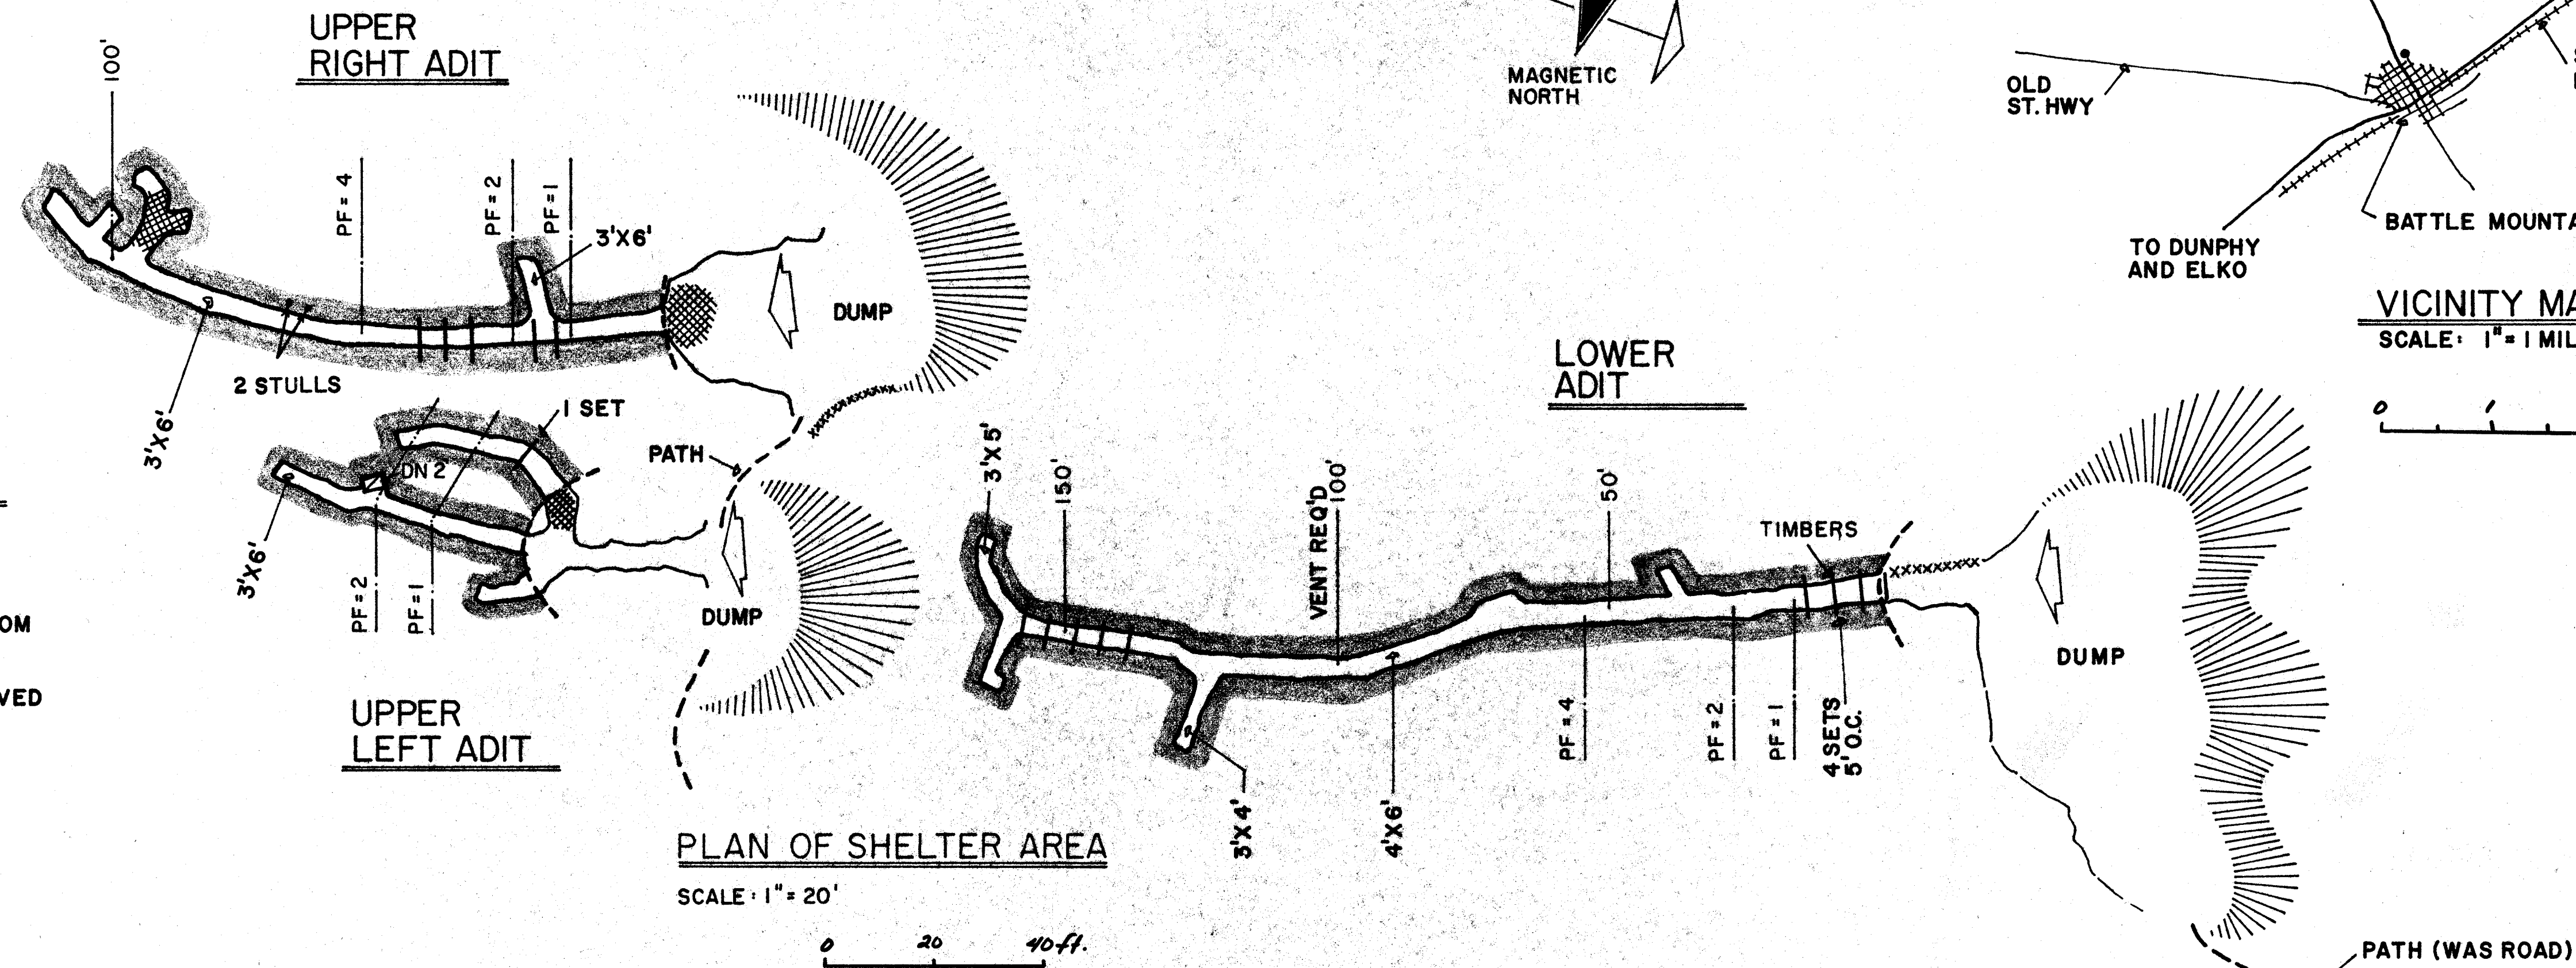 UPPER
RIGHT ADIT
100'
PF = 4
PF = 2
PF = 1
3'X6'
DUMP
2 STULLS
3'X6'
1 SET
PATH
DN 2'
3'X6'
PF = 2
PF = 1
DUMP
UPPER
LEFT ADIT
=
OM
VED
MAGNETIC
NORTH
LOWER
ADIT
3'X5'
150'
VENT REQ'D
100'
50'
TIMBERS
PF = 4
PF = 2
PF = 1
4 SETS
5' O.C.
3'X4'
4'X6'
DUMP
PLAN OF SHELTER AREA
SCALE: 1" = 20'
0 20 40 ft.
OLD
ST. HWY
BATTLE MOUNTA
TO DUNPHY
AND ELKO
VICINITY MA
SCALE: 1" = 1 MIL
0
PATH (WAS ROAD)